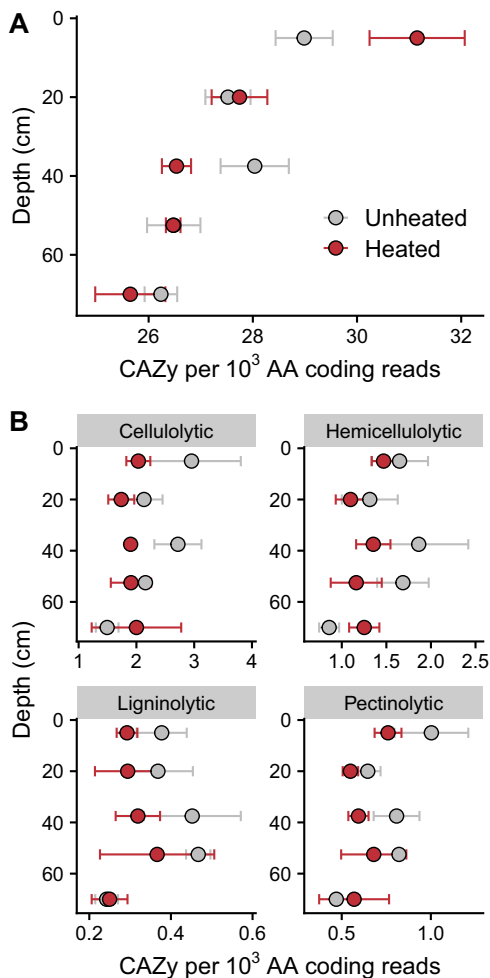 A
0
20
40
60
Depth (cm)
Unheated
Heated
26 28 30 32
CAZy per 10³ AA coding reads
B
Cellulolytic Hemicellulolytic
0
20
40
60
1 2 3 4 1.0 1.5 2.0 2.5
Depth (cm)
Ligninolytic Pectinolytic
0
20
40
60
0.2 0.4 0.6 0.5 1.0
CAZy per 10³ AA coding reads